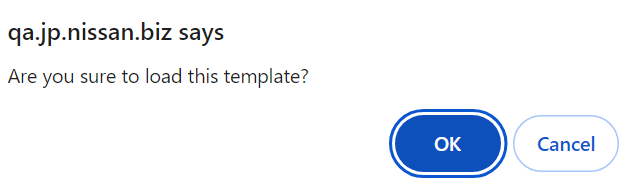 qa.jp.nissan.biz says
Are you sure to load this template?
OK
Cancel